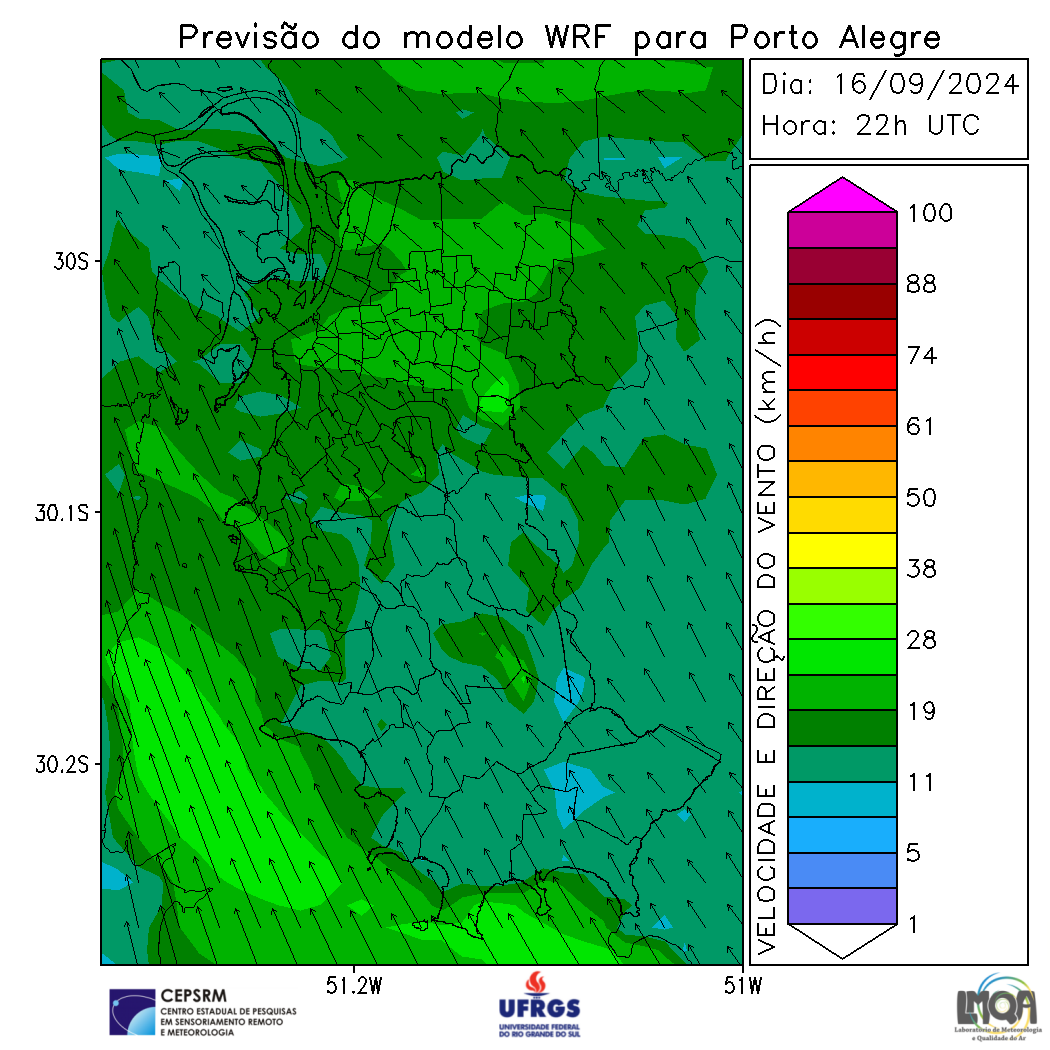 Previsão do modelo WRF para Porto Alegre
Dia: 16/09/2024
Hora: 22h UTC
30S
30.1S
30.2S
51.2W
51W
VELOCIDADE E DIREÇÃO DO VENTO (km/h)
100
88
74
61
50
38
28
19
11
5
1
CEPSRM
CENTRO ESTADUAL DE PESQUISAS
EM SENSORIAMENTO REMOTO
E METEOROLOGIA
UFRGS
UNIVERSIDADE FEDERAL
DO RIO GRANDE DO SUL
LMQA
Laboratório de Meteorologia
e Qualidade do Ar